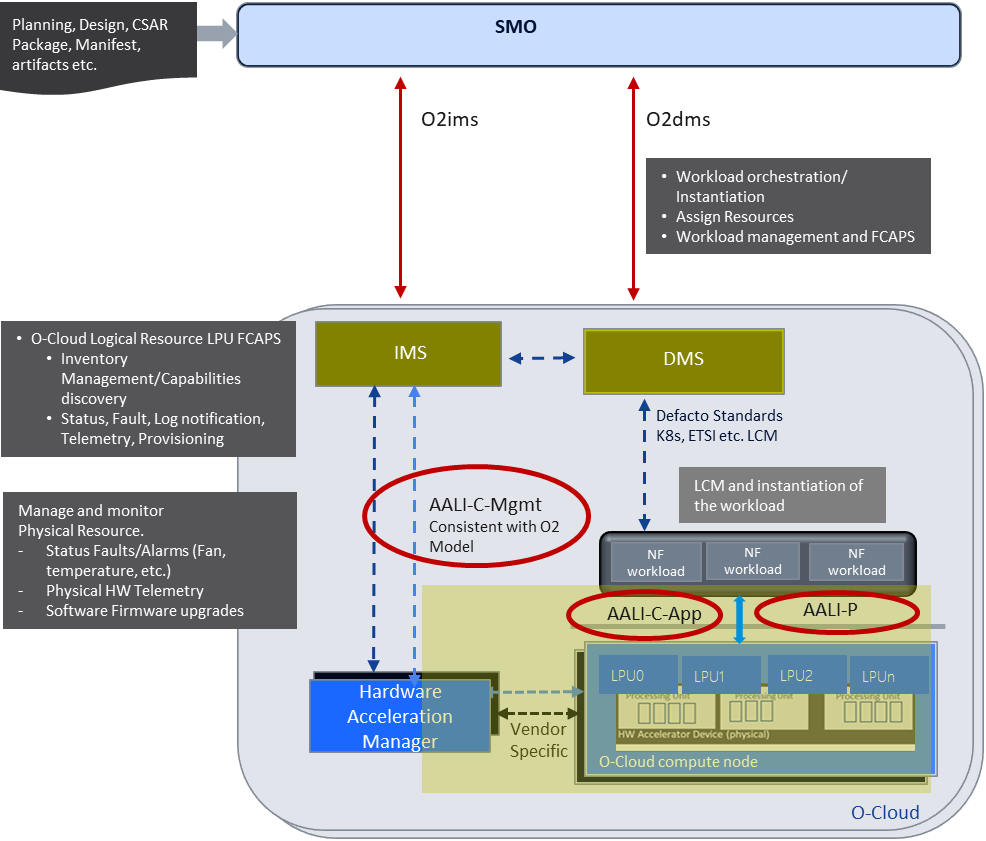 Planning, Design, CSAR
Package, Manifest,
artifacts etc.
SMO
O2ims
O2dms
• Workload orchestration/
Instantiation
• Assign Resources
• Workload management and FCAPS
• O-Cloud Logical Resource LPU FCAPS
• Inventory
Management/Capabilities
discovery
• Status, Fault, Log notification,
Telemetry, Provisioning
IMS
DMS
Defacto Standards
K8s, ETSI etc. LCM
AALI-C-Mgmt
Consistent with O2
Model
LCM and instantiation of
the workload
Manage and monitor
Physical Resource.
- Status Faults/Alarms (Fan,
temperature, etc.)
- Physical HW Telemetry
- Software Firmware upgrades
NF
workload
NF
workload
NF
workload
AALI-C-App
AALI-P
LPU0
LPU1
LPU2
LPUn
Processing Unit
Processing Unit
Processing Unit
HW Accelerator Device (physical)
O-Cloud compute node
Hardware
Acceleration
Manager
Vendor
Specific
O-Cloud